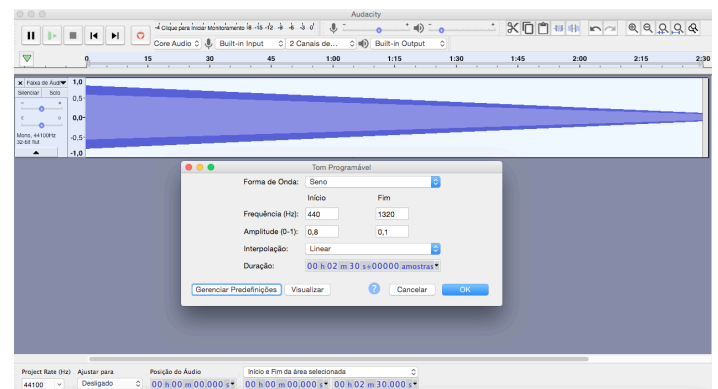 Audacity
Clique para Iniciar Monitoramento
Core Audio
Built-in Input
2 Canais de...
Built-in Output
0 15 30 45 1:00 1:15 1:30 1:45 2:00 2:15 2:30
Faixa de Áudi
Silenciar Solo
Mono, 44100Hz
32-bit flut
1,0
0,5-
0,0-
-0,5-
-1,0
Tom Programável
Forma de Onda: Seno
Início Fim
Frequência (Hz): 440 1320
Amplitude (0-1): 0,8 0,1
Interpolação: Linear
Duração: 00 h 02 m 30 s+00000 amostras
Gerenciar Predefinições Visualizar ? Cancelar OK
Project Rate (Hz) Ajustar para Posição do Áudio Início e Fim da área selecionada
44100 Desligado 00 h 00 m 00.000 s 00 h 00 m 00.000 s 00 h 02 m 30.000 s